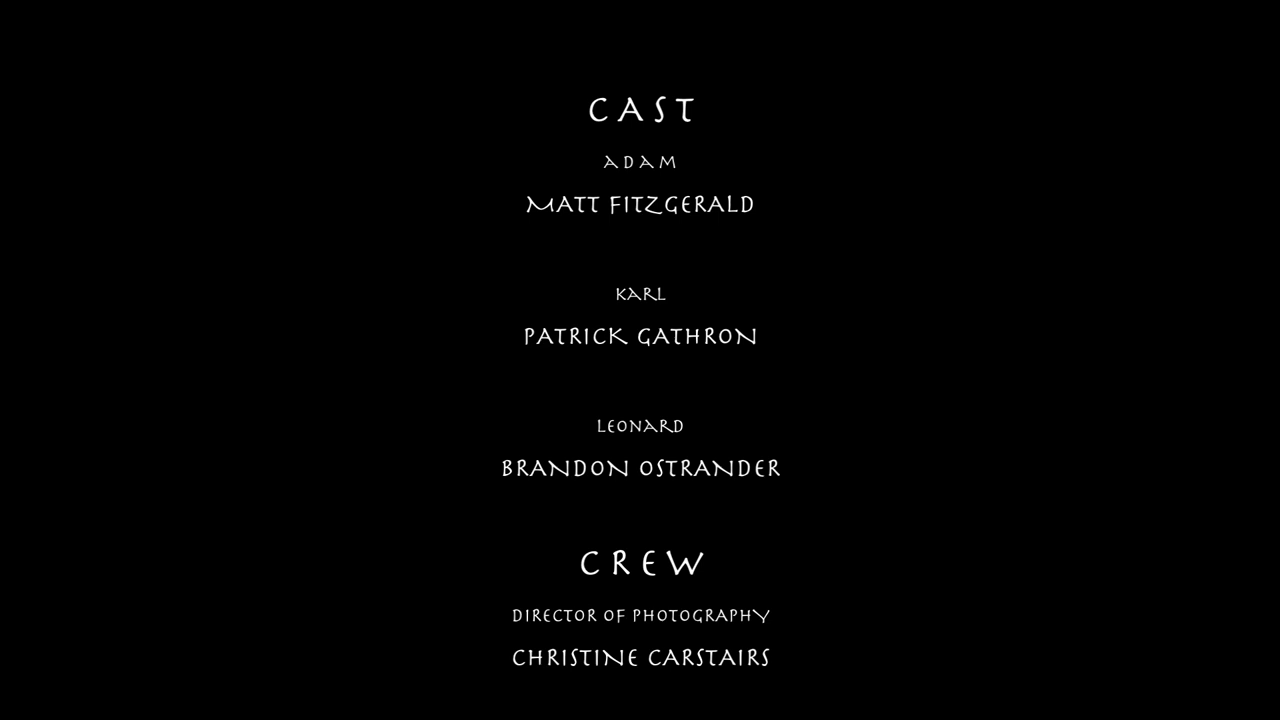 CAST
aDaM
MATT FITZGERALD
KaRL
PATRICK GATHRON
LEONaRD
BRANDON OSTRANDER
CREW
DIRECTOR OF PHOTOGRAPHY
CHRISTINE CARSTAIRS